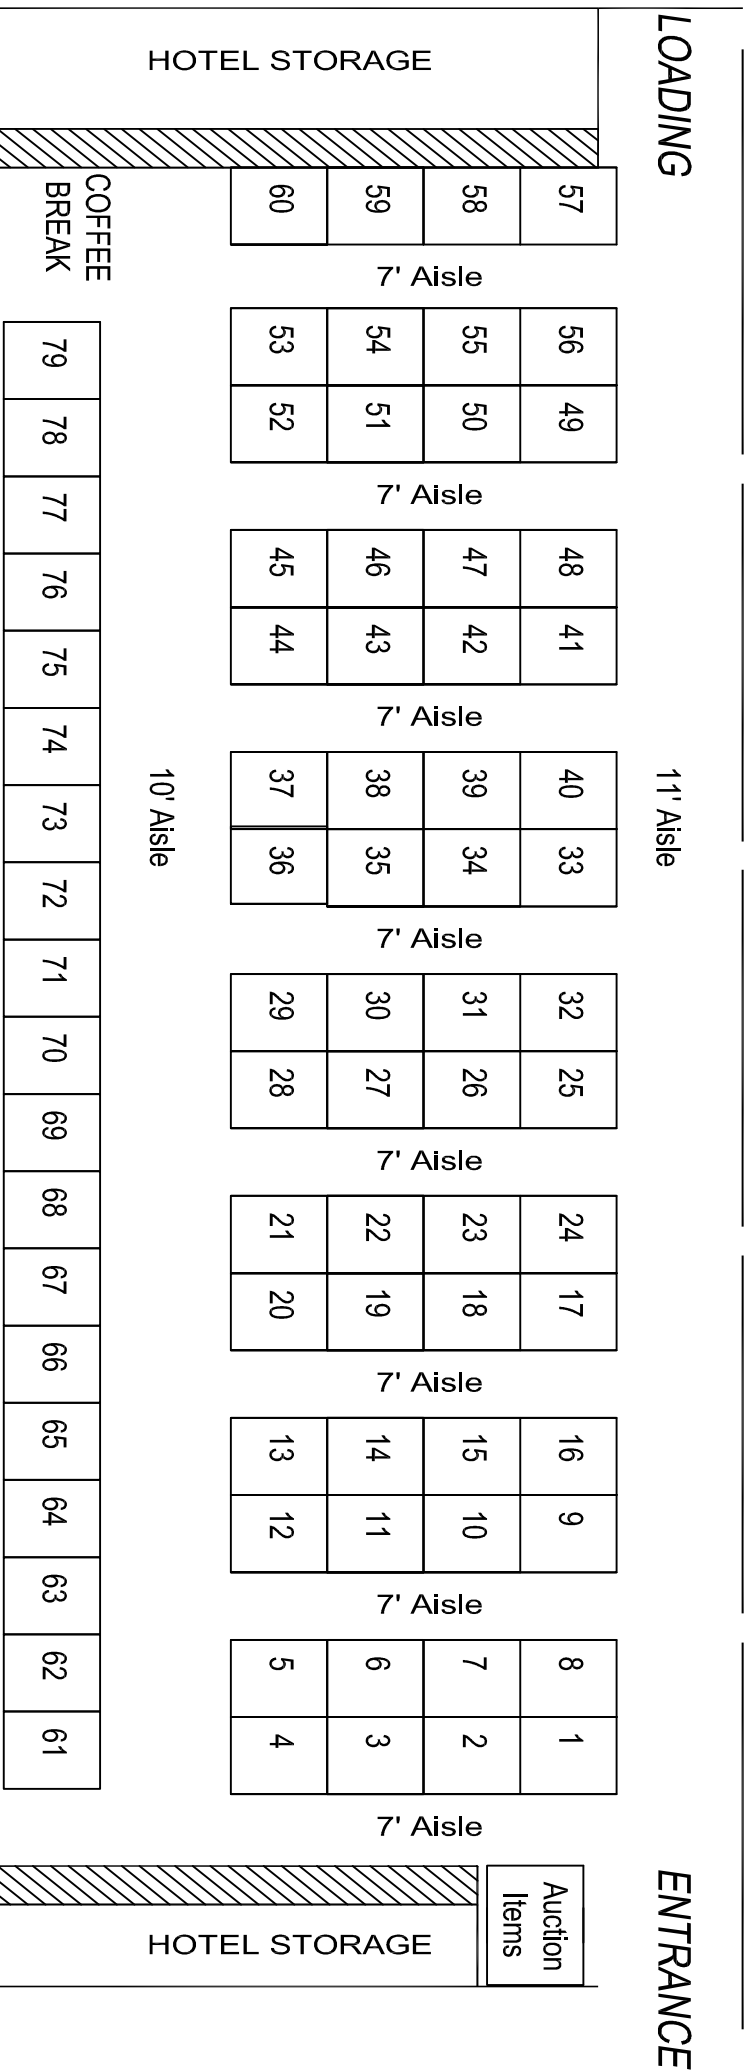 LOADING
HOTEL STORAGE
COFFEE
BREAK
60 59 58 57
7' Aisle
53 54 55 56
52 51 50 49
7' Aisle
45 46 47 48
44 43 42 41
7' Aisle
37 38 39 40
36 35 34 33
10' Aisle
11' Aisle
7' Aisle
29 30 31 32
28 27 26 25
7' Aisle
21 22 23 24
20 19 18 17
7' Aisle
13 14 15 16
12 11 10 9
7' Aisle
5 6 7 8
4 3 2 1
7' Aisle
79
78
77
76
75
74
73
72
71
70
69
68
67
66
65
64
63
62
61
HOTEL STORAGE
Auction
Items
ENTRANCE